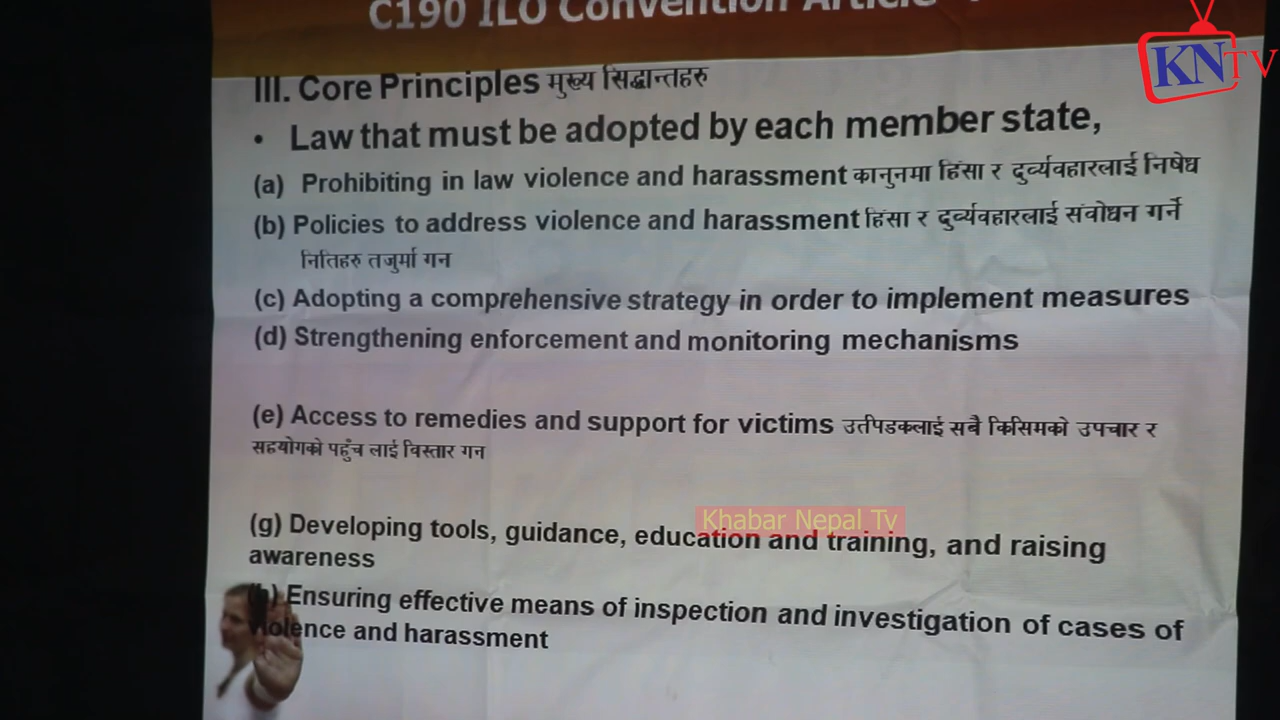 C190 ILO Convention Article
KNTV
III. Core Principles मुख्य सिद्धान्तहरु
• Law that must be adopted by each member state,
(a) Prohibiting in law violence and harassment कानुनमा हिंसा र दुर्व्यवहारलाई निषेध
(b) Policies to address violence and harassment हिंसा र दुर्व्यवहारलाई संवोधन गर्ने
नितिहरु तजुर्मा गन
(c) Adopting a comprehensive strategy in order to implement measures
(d) Strengthening enforcement and monitoring mechanisms
(e) Access to remedies and support for victims उतपिडकलाई सबै किसिमको उपचार र
सहयोगको पहुँच लाई विस्तार गन
Khabar Nepal Tv
(g) Developing tools, guidance, education and training, and raising
awareness
(h) Ensuring effective means of inspection and investigation of cases of
violence and harassment